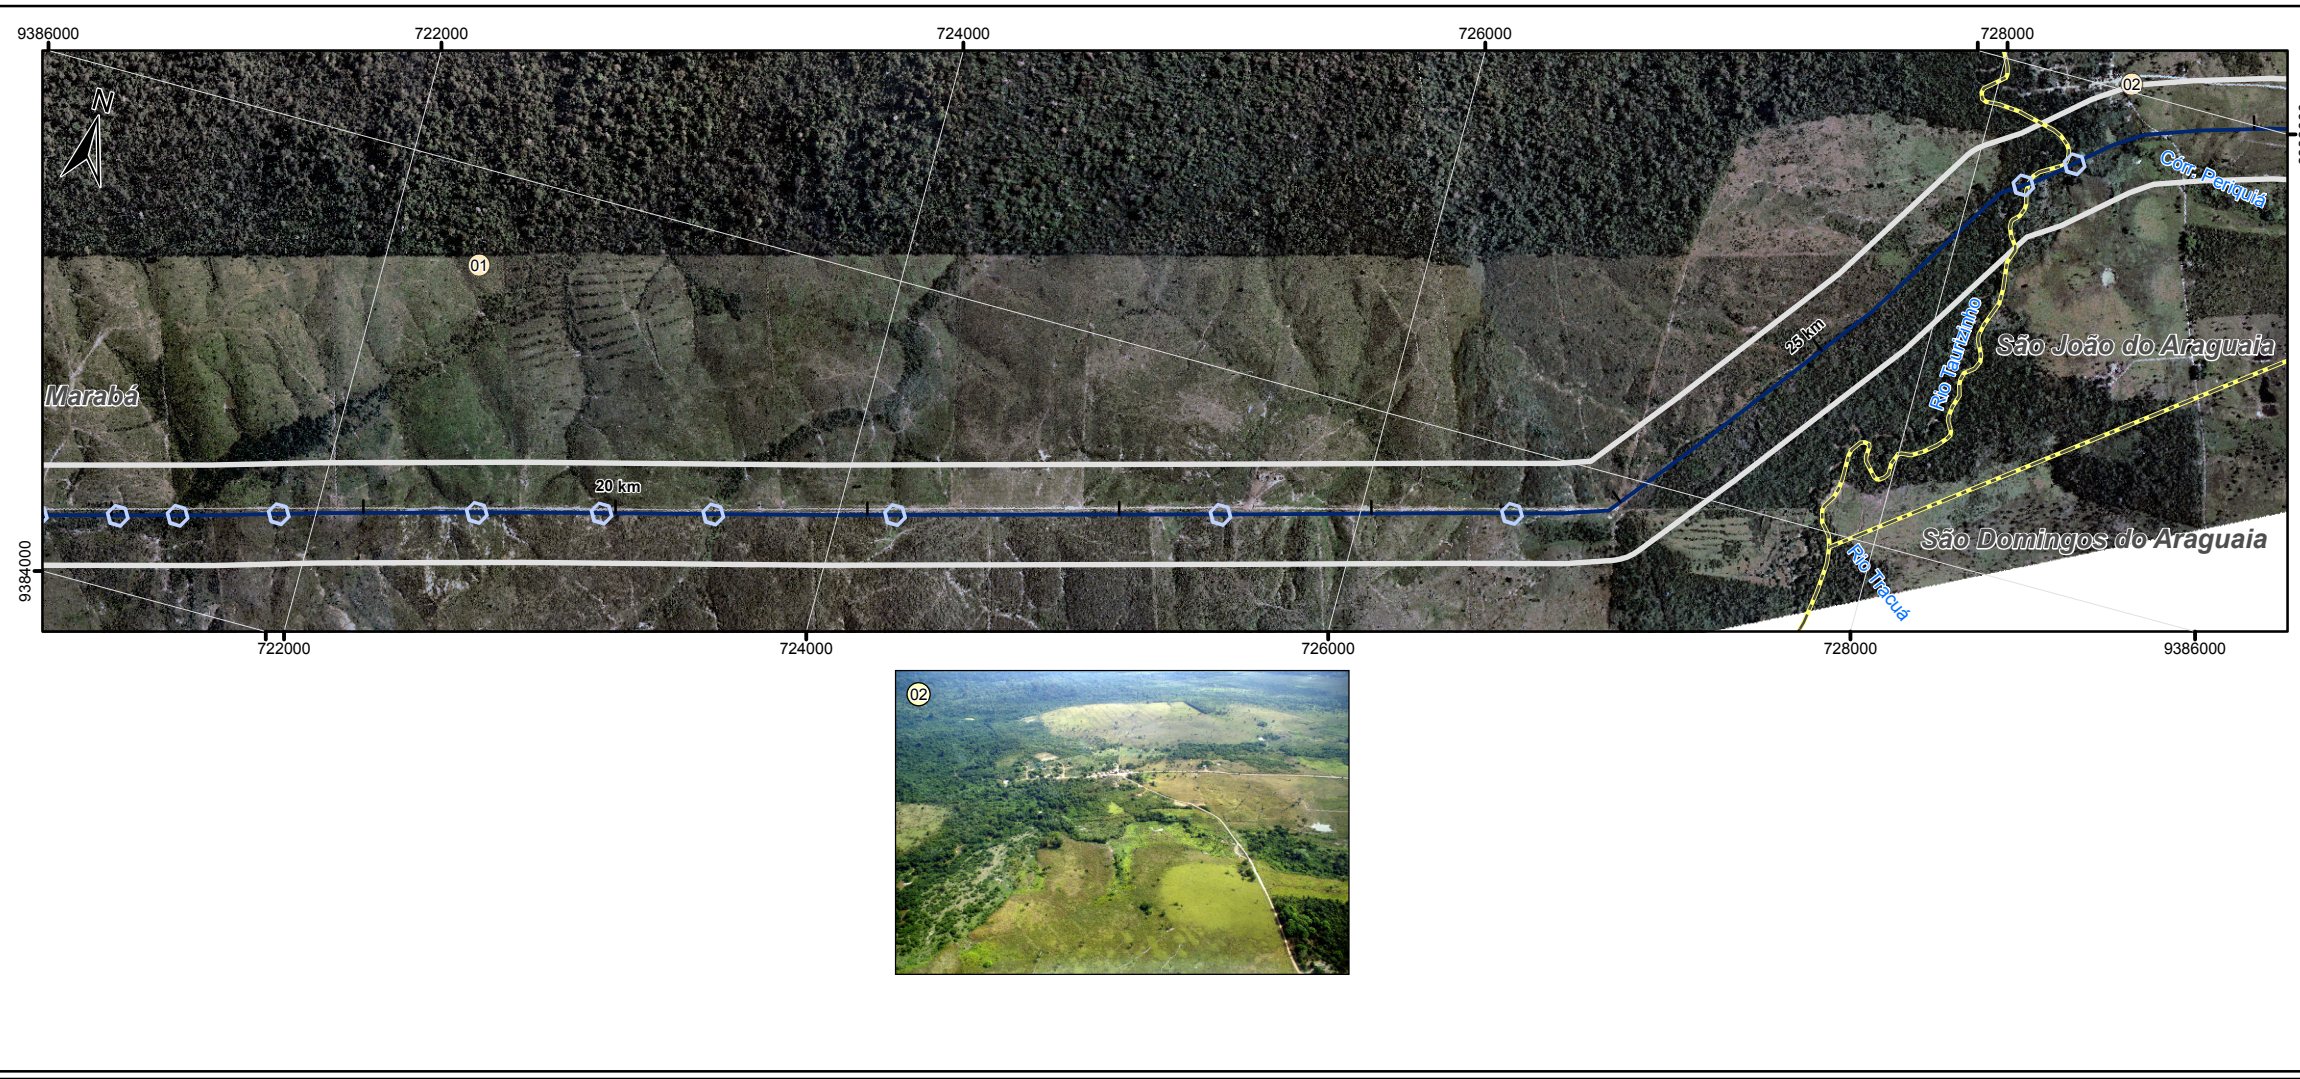 9386000
722000
724000
726000
728000
N
02
01
Córr. Periquiá
Rio Taurizinho
25 km
São João do Araguaia
Marabá
20 km
São Domingos do Araguaia
Rio Tracuá
9384000
722000
724000
726000
728000
9386000
02